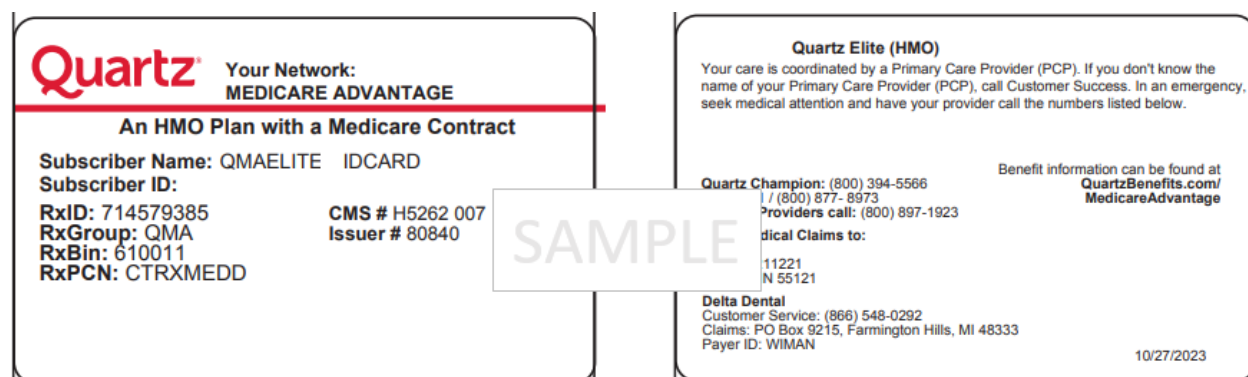 Quartz®
Your Network:
MEDICARE ADVANTAGE
An HMO Plan with a Medicare Contract
Subscriber Name: QMAELITE IDCARD
Subscriber ID:
RxID: 714579385
RxGroup: QMA
RxBin: 610011
RxPCN: CTRXMEDD
CMS # H5262 007
Issuer # 80840
SAMPLE
Quartz Elite (HMO)
Your care is coordinated by a Primary Care Provider (PCP). If you don't know the
name of your Primary Care Provider (PCP), call Customer Success. In an emergency,
seek medical attention and have your provider call the numbers listed below.
Benefit information can be found at
QuartzBenefits.com/
MedicareAdvantage
Quartz Champion: (800) 394-5566
/ (800) 877- 8973
Providers call: (800) 897-1923
Claims to:
11221
55121
Delta Dental
Customer Service: (866) 548-0292
Claims: PO Box 9215, Farmington Hills, MI 48333
Payer ID: WIMAN
10/27/2023